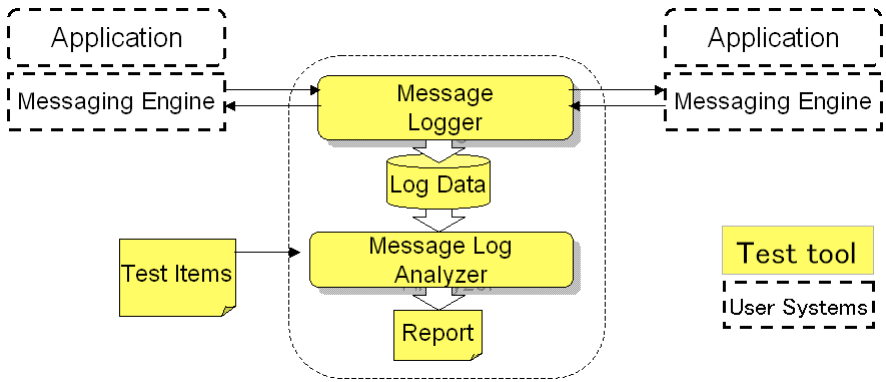 Application
Application
Messaging Engine
Message
Logger
Messaging Engine
Log Data
Test Items
Message Log
Analyzer
Test tool
User Systems
Report